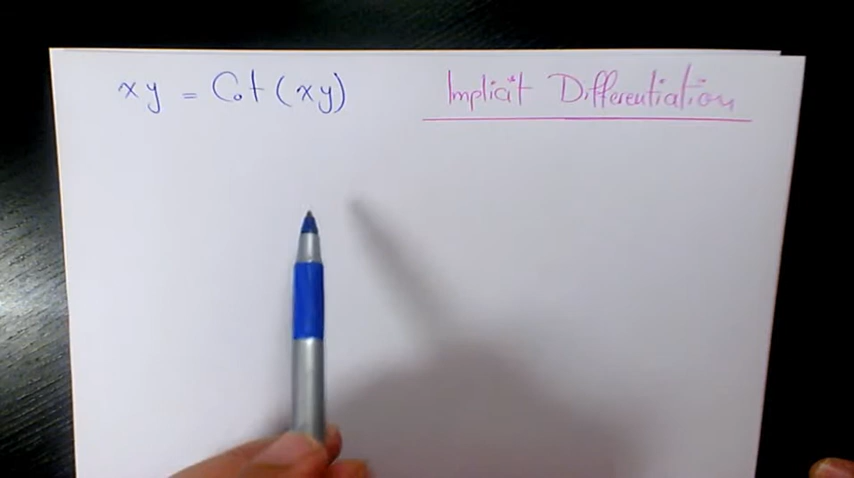 xy = Cot (xy)
Implicit Differentiation